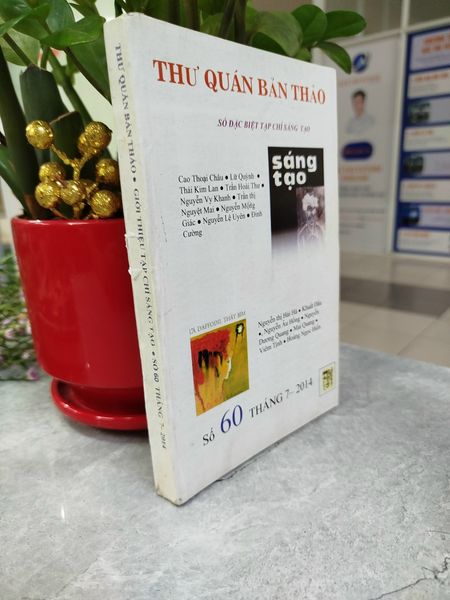 THƯ QUÁN BẢN THẢO
SỐ ĐẶC BIỆT TẠP CHÍ SÁNG TẠO
sáng
tạo
Cao Thoại Châu ● Lữ Quỳnh ●
Thái Kim Lan ● Trần Hoài Thư ●
Nguyễn Vy Khanh ● Trần thị
Nguyệt Mai ● Nguyễn Mộng
Giác ● Nguyễn Lệ Uyên ● Đinh
Cường
DAFFODIL THẤT BÌM
Nguyễn thị Hải Hà ● Khuất Đẩu
● Nguyễn Âu Hồng ● Nguyễn
Dương Quang ● Mai Quang ●
Viêm Tịnh ● Hoàng Ngọc Hiển
Số 60 THÁNG 7– 2014
THƯ QUÁN BẢN THẢO ● GIỚI THIỆU TẠP CHÍ SÁNG TẠO ● SỐ 60 THÁNG 7– 2014